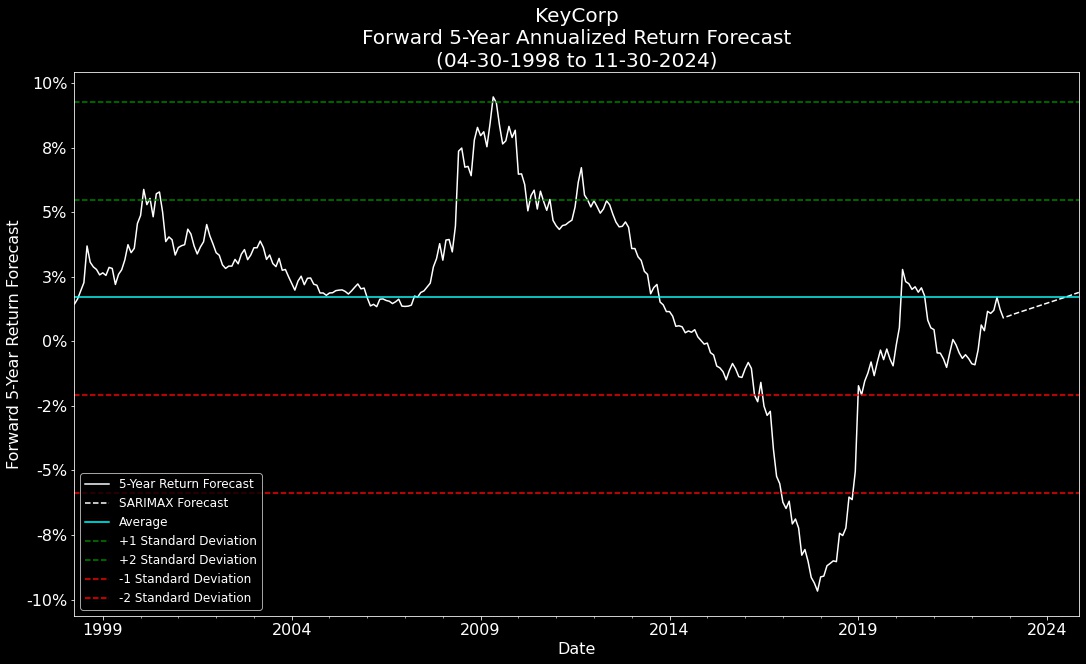 KeyCorp
Forward 5-Year Annualized Return Forecast
(04-30-1998 to 11-30-2024)
Forward 5-Year Return Forecast
10%
8%
5%
3%
0%
-2%
-5%
-8%
-10%
5-Year Return Forecast
SARIMAX Forecast
Average
+1 Standard Deviation
+2 Standard Deviation
-1 Standard Deviation
-2 Standard Deviation
1999 2004 2009 2014 2019 2024
Date